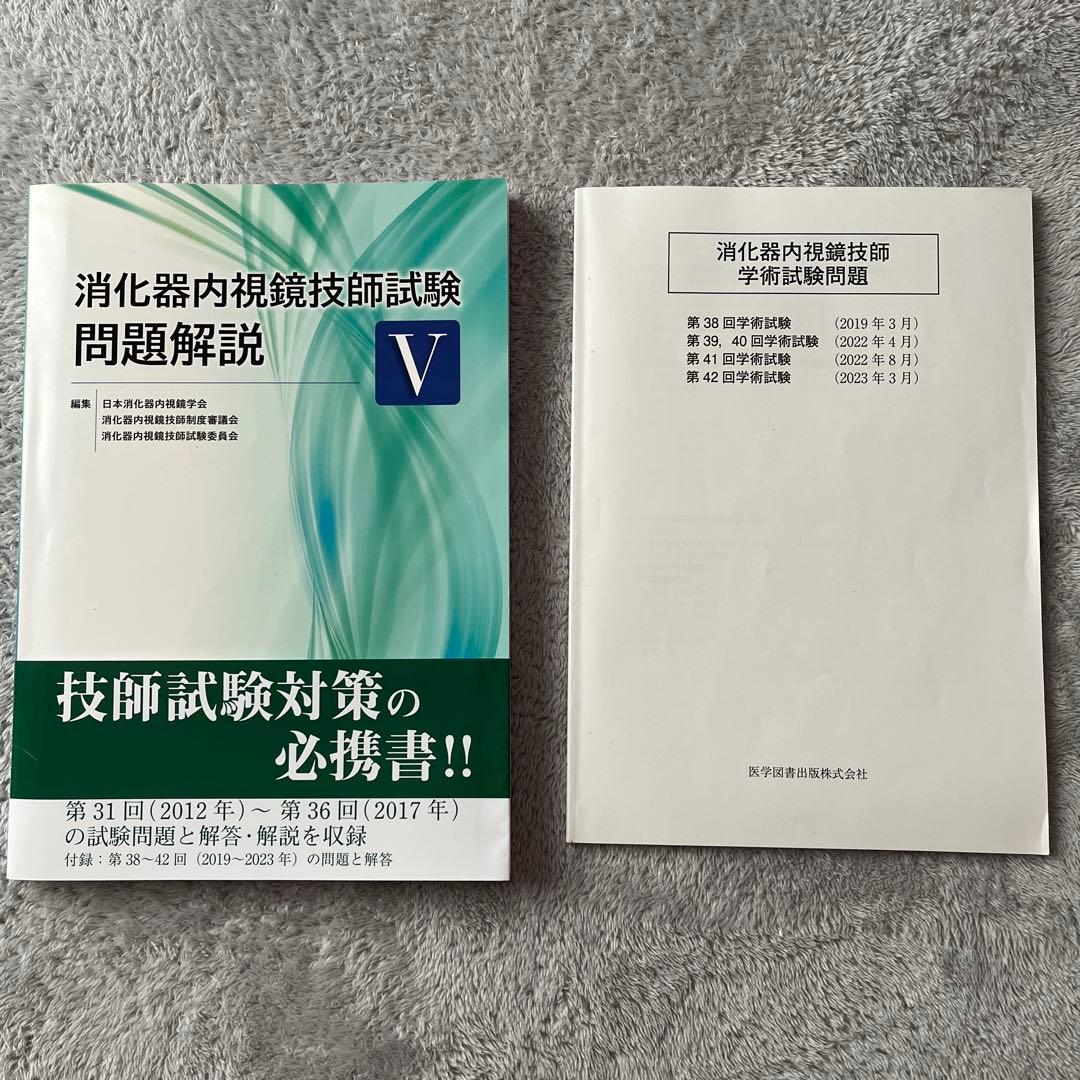 消化器内視鏡技師試験
問題解説
V
編集 日本消化器内視鏡学会
消化器内視鏡技師制度審議会
消化器内視鏡技師試験委員会
技師試験対策の
必携書!!
第31回(2012年)～第36回(2017年)
の試験問題と解答・解説を収録
付録：第38～42回(2019～2023年)の問題と解答
消化器内視鏡技師
学術試験問題
第38回学術試験 (2019年3月)
第39, 40回学術試験 (2022年4月)
第41回学術試験 (2022年8月)
第42回学術試験 (2023年3月)
医学図書出版株式会社